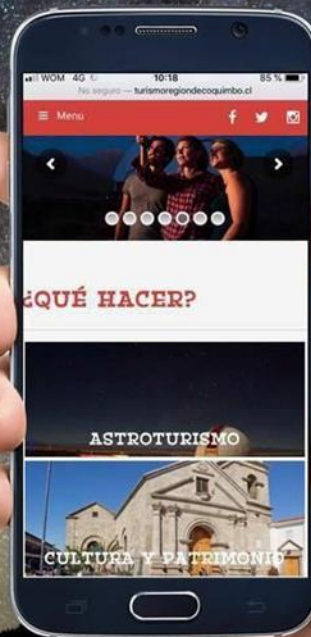 WOM 4G 10:18 85 %
No seguro — turismoregiondecoquimbo.cl
Menu
¿QUÉ HACER?
ASTROTURISMO
CULTURA Y PATRIMONIO